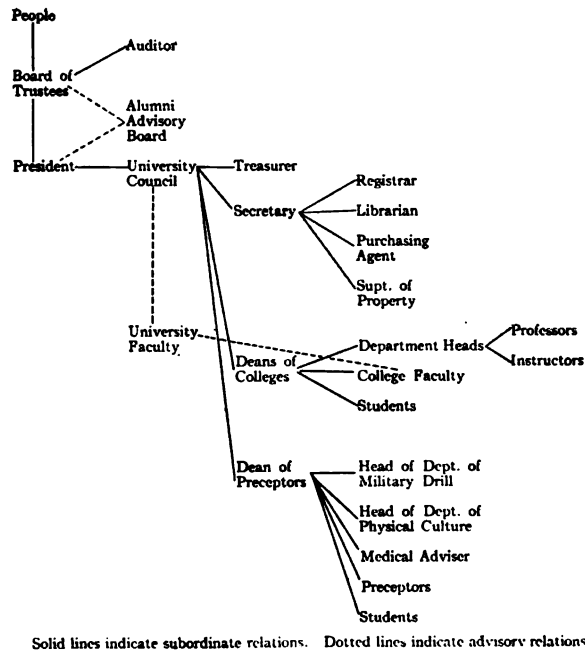 People
Auditor
Board of
Trustees
Alumni
Advisory
Board
President
University
Council
Treasurer
Secretary
Registrar
Librarian
Purchasing
Agent
Supt. of
Property
University
Faculty
Deans of
Colleges
Department Heads
Professors
Instructors
College Faculty
Students
Dean of
Preceptors
Head of Dept. of
Military Drill
Head of Dept. of
Physical Culture
Medical Adviser
Preceptors
Students
Solid lines indicate subordinate relations. Dotted lines indicate advisory relations